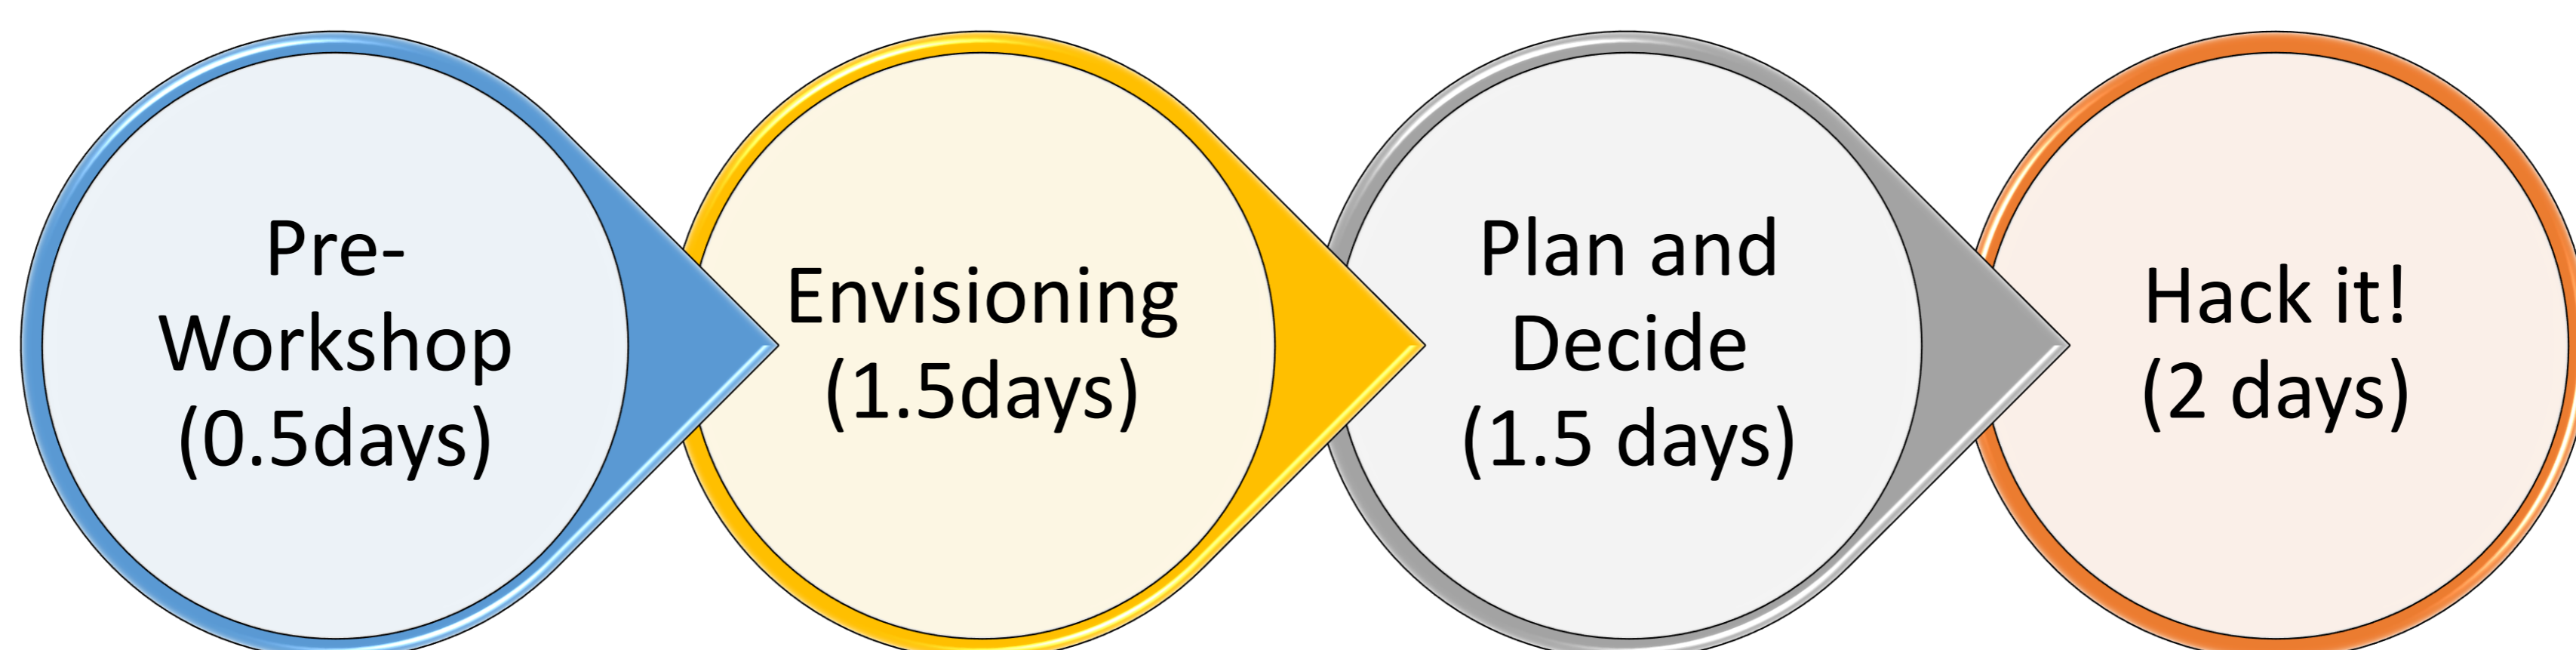 Pre-
Workshop
(0.5days)
Envisioning
(1.5days)
Plan and
Decide
(1.5 days)
Hack it!
(2 days)